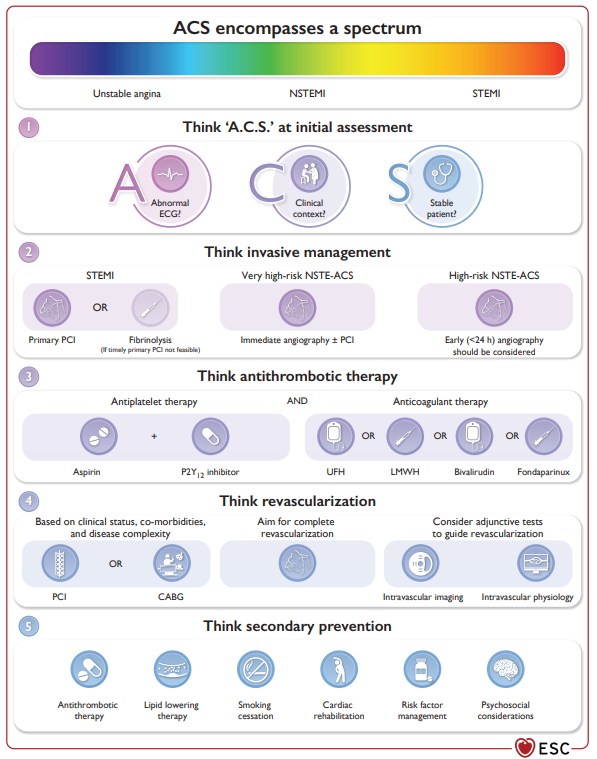 ACS encompasses a spectrum
Unstable angina NSTEMI STEMI
1 Think ‘A.C.S.’ at initial assessment
A C S
Abnormal Clinical Stable
ECG? context? patient?
2 Think invasive management
STEMI Very high-risk NSTE-ACS High-risk NSTE-ACS
OR
Primary PCI Fibrinolysis Immediate angiography ± PCI Early (<24 h) angiography
(If timely primary PCI not feasible) should be considered
3 Think antithrombotic therapy
Antiplatelet therapy AND Anticoagulant therapy
+ OR OR OR
Aspirin P2Y12 inhibitor UFH LMWH Bivalirudin Fondaparinux
4 Think revascularization
Based on clinical status, co-morbidities, Aim for complete Consider adjunctive tests
and disease complexity revascularization to guide revascularization
OR
PCI CABG Intravascular imaging Intravascular physiology
5 Think secondary prevention
Antithrombotic Lipid lowering Smoking Cardiac Risk factor Psychosocial
therapy therapy cessation rehabilitation management considerations
ESC